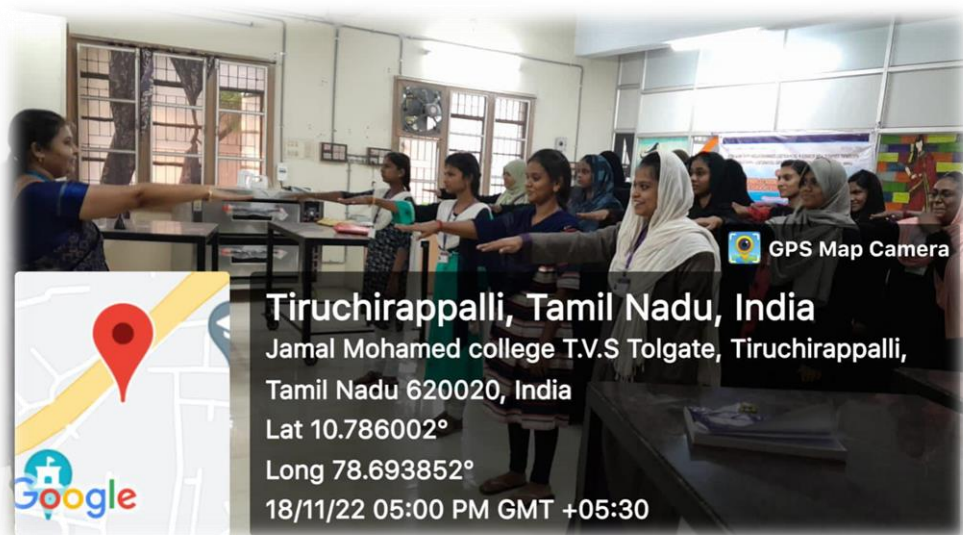 GPS Map Camera
Tiruchirappalli, Tamil Nadu, India
Jamal Mohamed college T.V.S Tolgate, Tiruchirappalli,
Tamil Nadu 620020, India
Lat 10.786002°
Long 78.693852°
18/11/22 05:00 PM GMT +05:30
Google